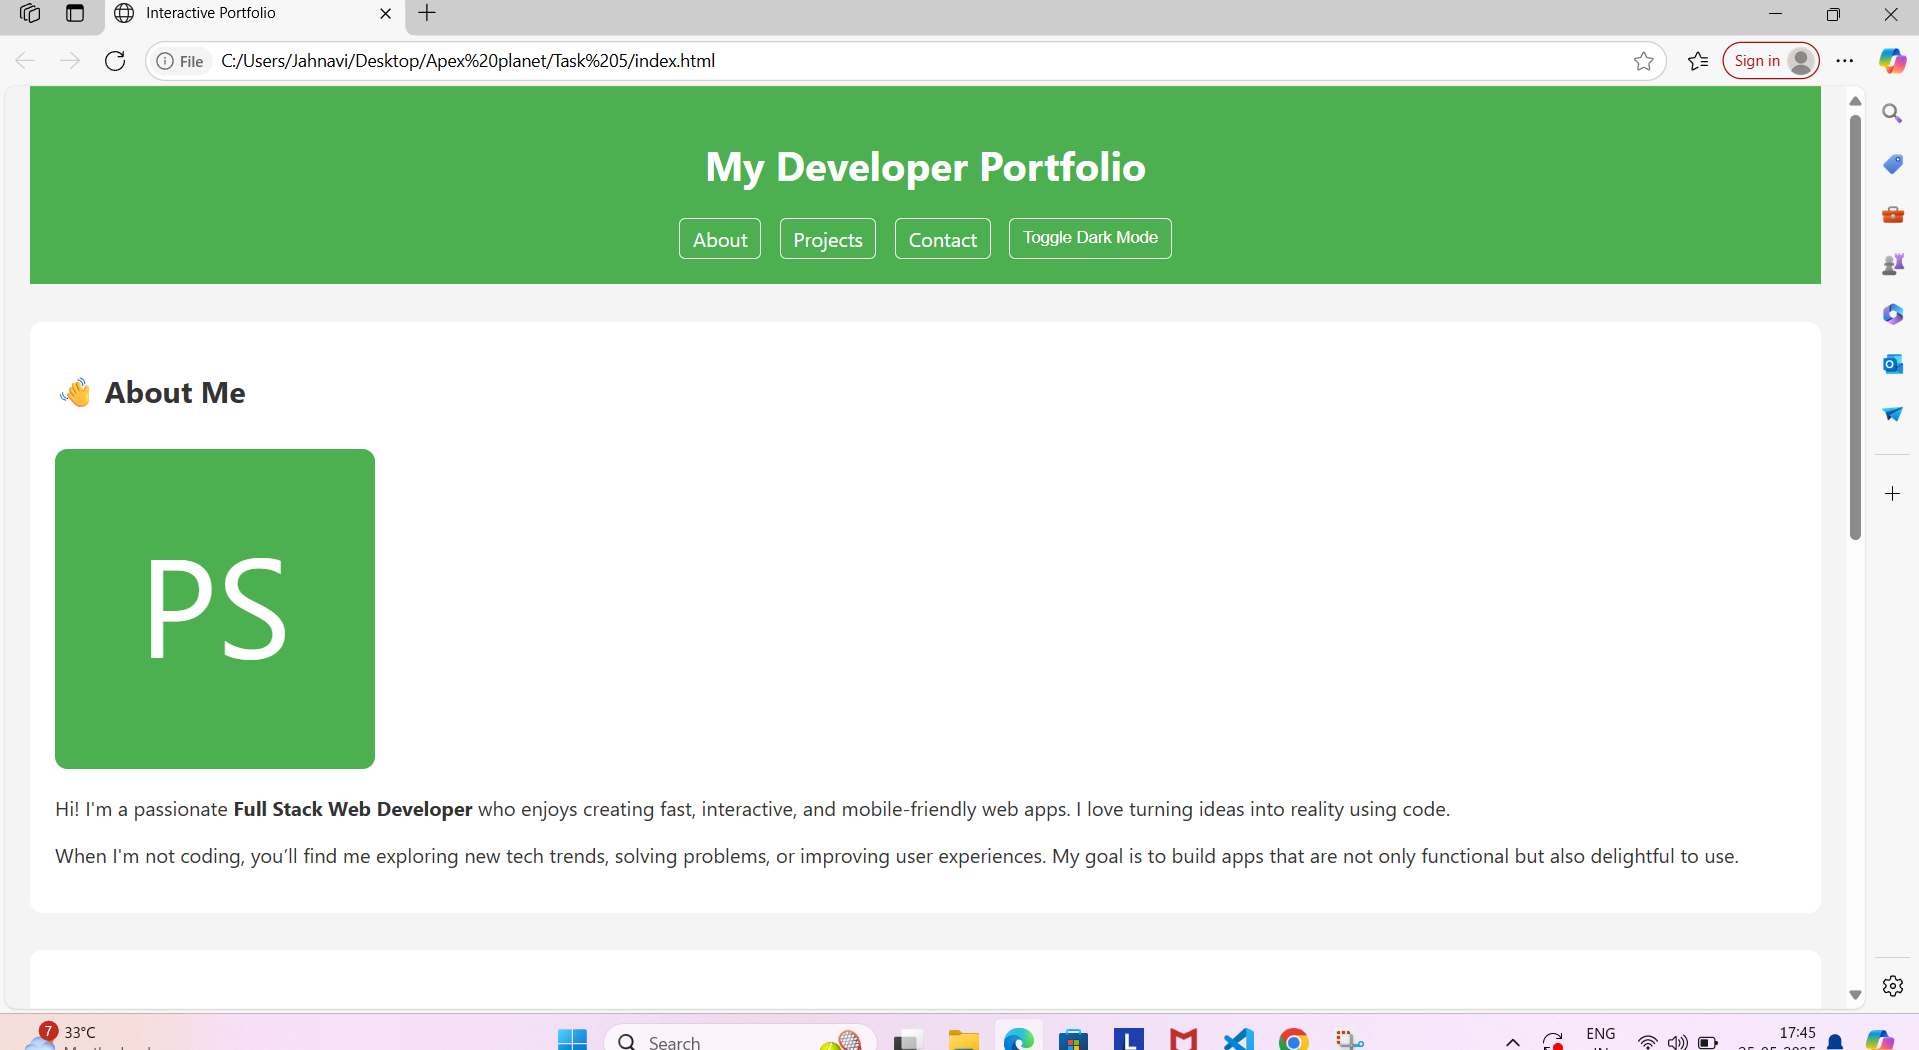 Interactive Portfolio
File C:/Users/Jahnavi/Desktop/Apex%20planet/Task%205/index.html
Sign in
My Developer Portfolio
About Projects Contact Toggle Dark Mode
👋 About Me
PS
Hi! I'm a passionate Full Stack Web Developer who enjoys creating fast, interactive, and mobile-friendly web apps. I love turning ideas into reality using code.
When I'm not coding, you’ll find me exploring new tech trends, solving problems, or improving user experiences. My goal is to build apps that are not only functional but also delightful to use.
7 33°C
Search
L
ENG
17:45